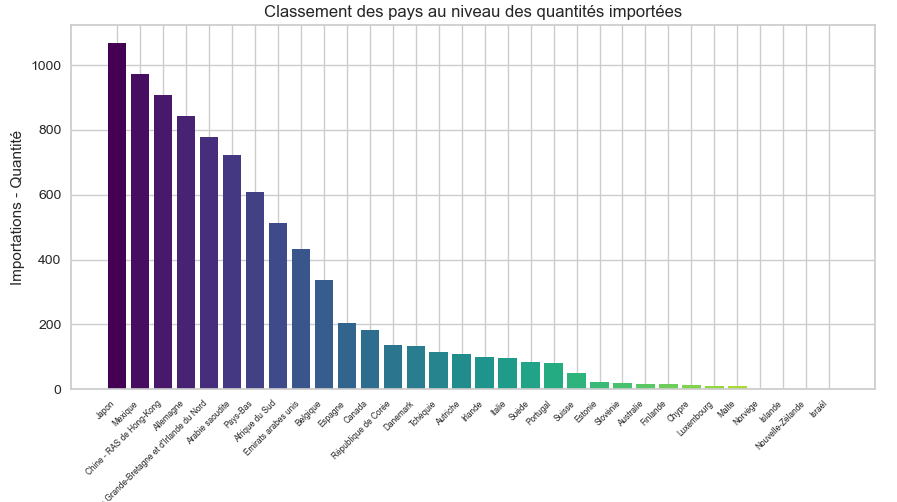 Classement des pays au niveau des quantités importées
Importations - Quantité
1000
800
600
400
200
0
Japon
Mexique
Chine - RAS de Hong-Kong
Allemagne
Grande-Bretagne et d'Irlande du Nord
Arabie saoudite
Pays-Bas
Afrique du Sud
Emirats arabes unis
Belgique
Espagne
Canada
République de Corée
Danemark
Tchéquie
Autriche
Irlande
Italie
Suède
Portugal
Suisse
Estonie
Slovénie
Australie
Finlande
Chypre
Luxembourg
Malte
Norvège
Islande
Nouvelle-Zélande
Israël